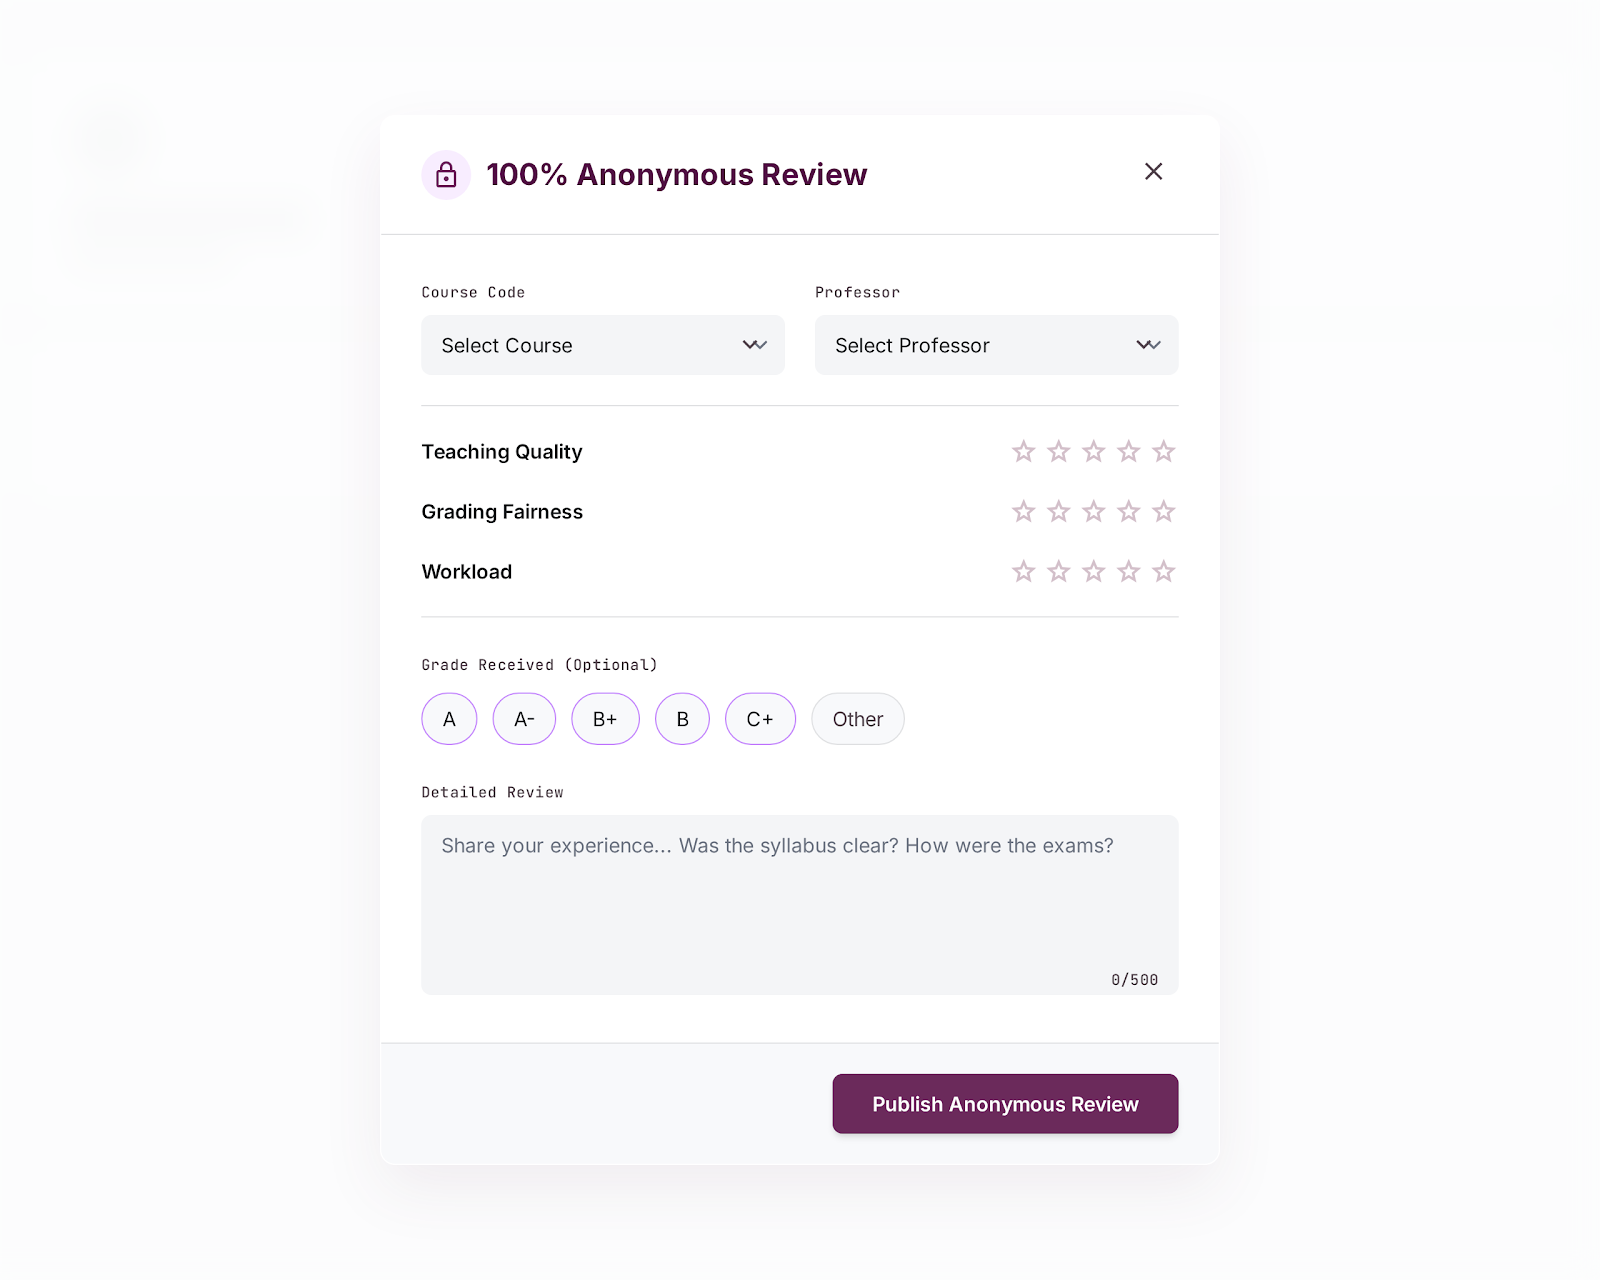 100% Anonymous Review
Course Code
Professor
Select Course
Select Professor
Teaching Quality
Grading Fairness
Workload
Grade Received (Optional)
A A- B+ B C+ Other
Detailed Review
Share your experience... Was the syllabus clear? How were the exams?
0/500
Publish Anonymous Review